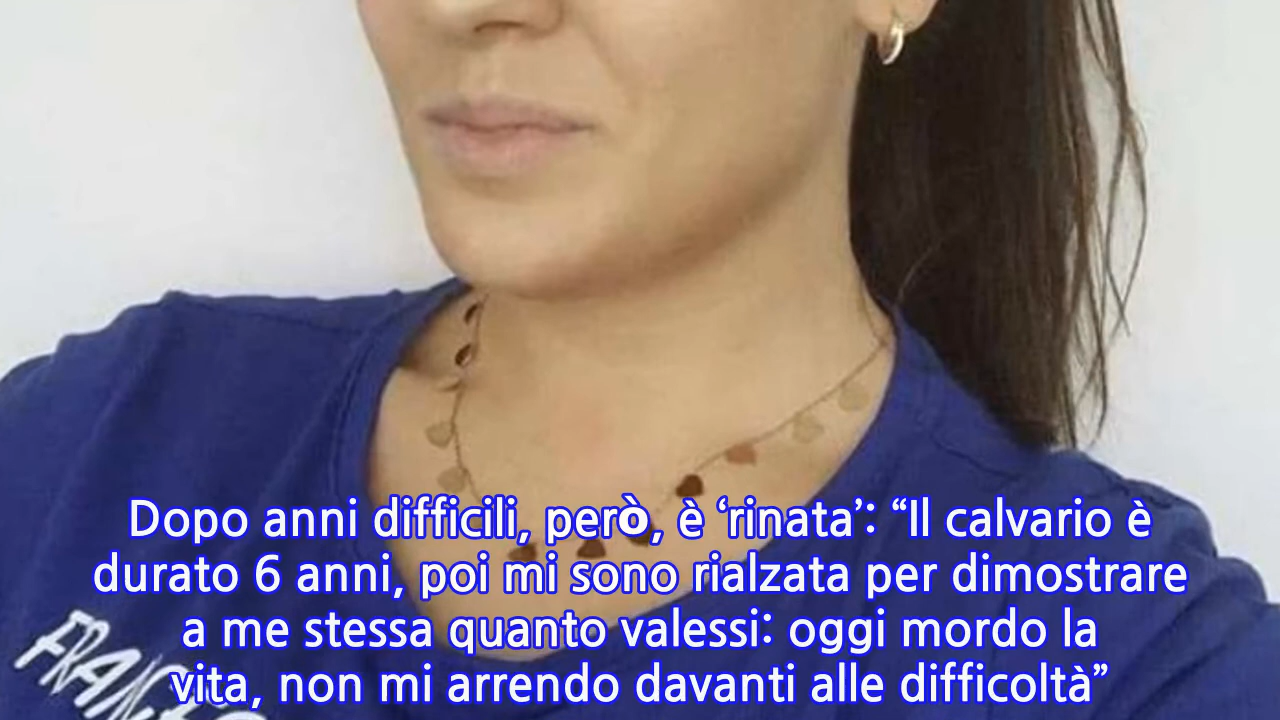 Dopo anni difficili, però, è ‘rinata’: “Il calvario è
durato 6 anni, poi mi sono rialzata per dimostrare
a me stessa quanto valessi: oggi mordo la
vita, non mi arrendo davanti alle difficoltà”